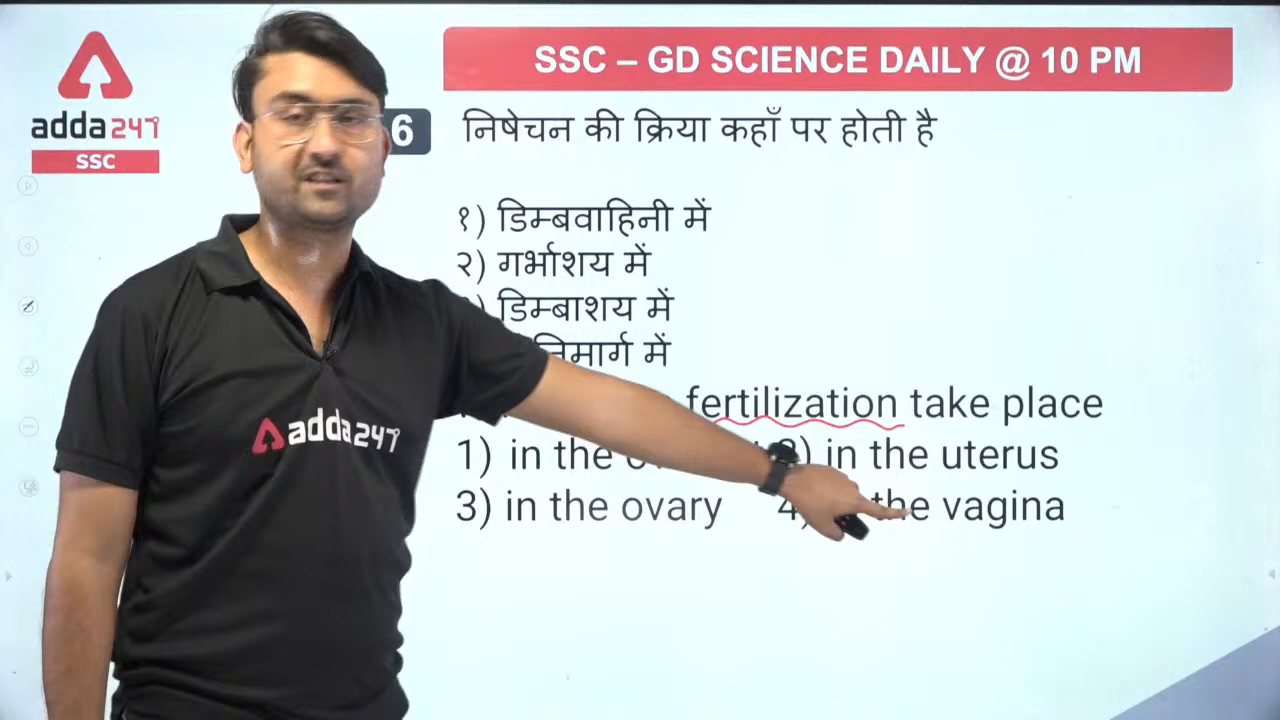 adda247
SSC
SSC – GD SCIENCE DAILY @ 10 PM
6
निषेचन की क्रिया कहाँ पर होती है
१) डिम्बवाहिनी में
२) गर्भाशय में
) डिम्बाशय में
में
fertilization take place
1) in the 2) in the uterus
3) in the ovary 4) the vagina
adda247